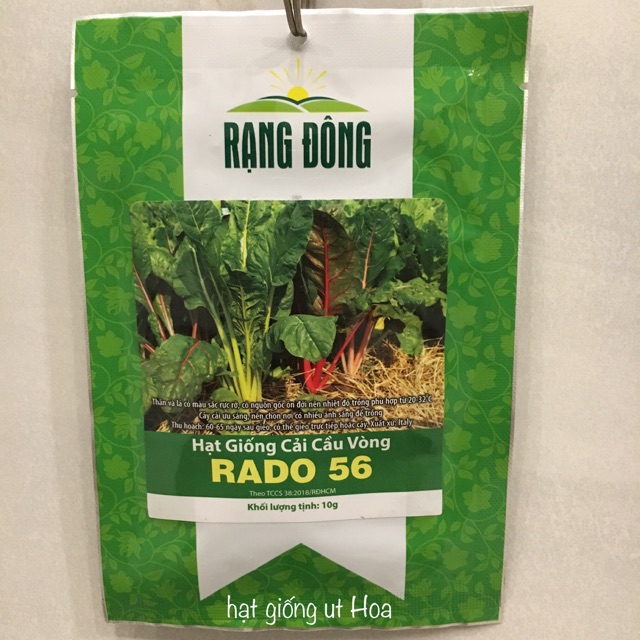 RẠNG ĐÔNG
Thân và lá có màu sắc rực rỡ, có nguồn gốc ôn đới nên nhiệt độ trồng phù hợp từ 20-32°C
Cây cải ưu sáng, nên chọn nơi có nhiều ánh sáng để trồng
Thu hoạch: 60-65 ngày sau gieo, có thể gieo trực tiếp hoặc cấy. Xuất xứ: Italy
Hạt Giống Cải Cầu Vòng
RADO 56
Theo TCCS 38:2018/RĐHCM
Khối lượng tịnh: 10g
hạt giống ut Hoa